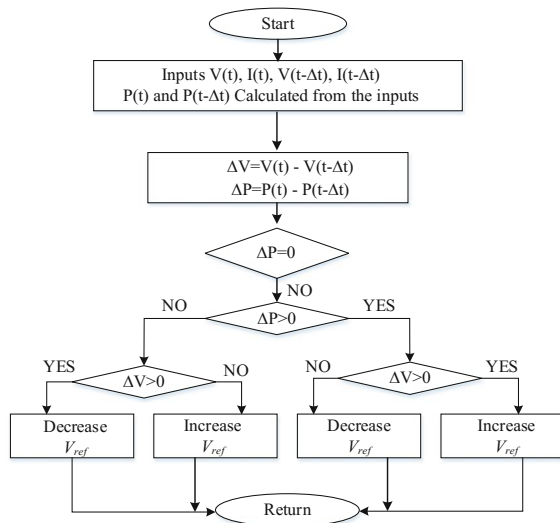 Start
Inputs V(t), I(t), V(t-Δt), I(t-Δt)
P(t) and P(t-Δt) Calculated from the inputs
ΔV=V(t) - V(t-Δt)
ΔP=P(t) - P(t-Δt)
ΔP=0
NO
NO
ΔP>0
YES
YES
ΔV>0
NO
NO
ΔV>0
YES
Decrease
Vref
Increase
Vref
Decrease
Vref
Increase
Vref
Return